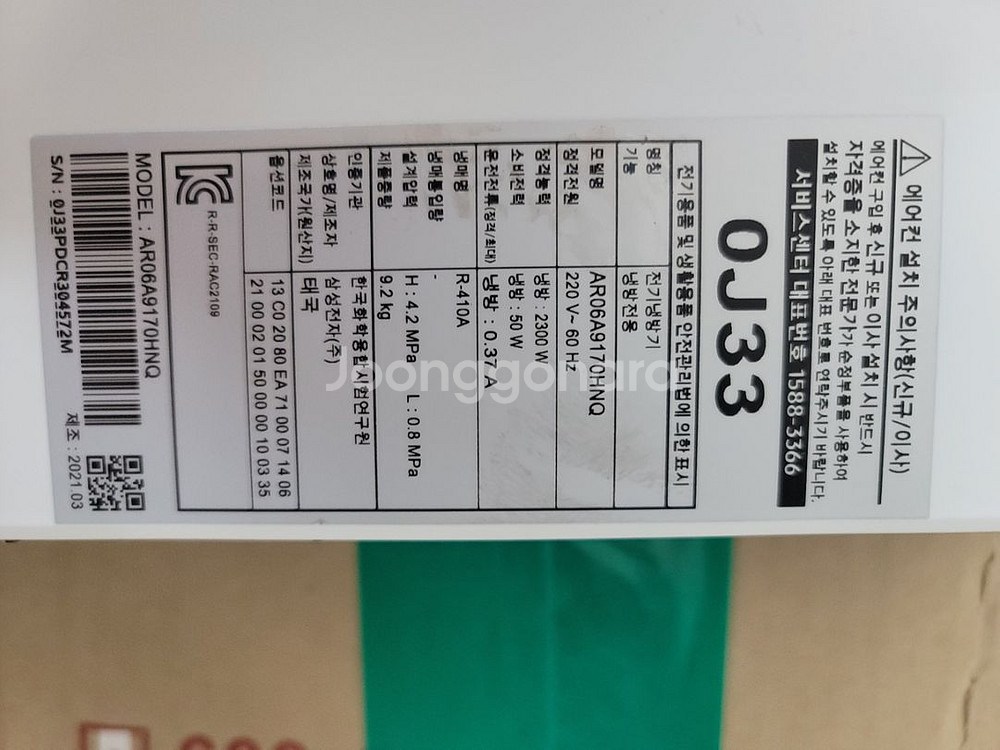 에어컨 설치 주의사항(신규/이사)
에어컨 구입 후 신규 또는 이사 설치 시 반드시
자격증을 소지한 전문가가 순정부품을 사용하여
설치할 수 있도록 아래 대표 번호로 연락주시기 바랍니다.
서비스센터 대표번호 1588-3366
0J33
전기용품 및 생활용품 안전관리법에 의한 표시
명칭 전기냉방기
기능 냉방전용
모델명 AR06A9170HNQ
정격전원 220 V~ 60 Hz
정격능력 냉방 : 2300 W
소비전력 냉방 : 50 W
운전전류(정격/최대) 냉방 : 0.37 A
냉매명 R-410A
냉매봉입량 -
설계압력 H : 4.2 MPa L : 0.8 MPa
제품중량 9.2 kg
인증기관 한국화학융합시험연구원
상호명/제조자 삼성전자(주)
제조국가(원산지) 태국
옵션코드 13 C0 20 80 EA 71 00 07 14 06
21 00 02 01 50 00 00 10 03 35
R-R-SEC-RAC2109
MODEL : AR06A9170HNQ
S/N : 0J33PDCR304572M
제조 : 2021.03
Joonggonara